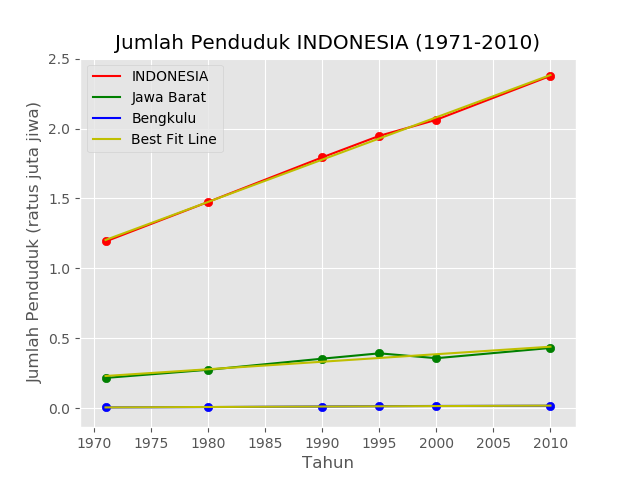 Jumlah Penduduk INDONESIA (1971-2010)
INDONESIA
Jawa Barat
Bengkulu
Best Fit Line
Jumlah Penduduk (ratus juta jiwa)
2.5
2.0
1.5
1.0
0.5
0.0
1970 1975 1980 1985 1990 1995 2000 2005 2010
Tahun